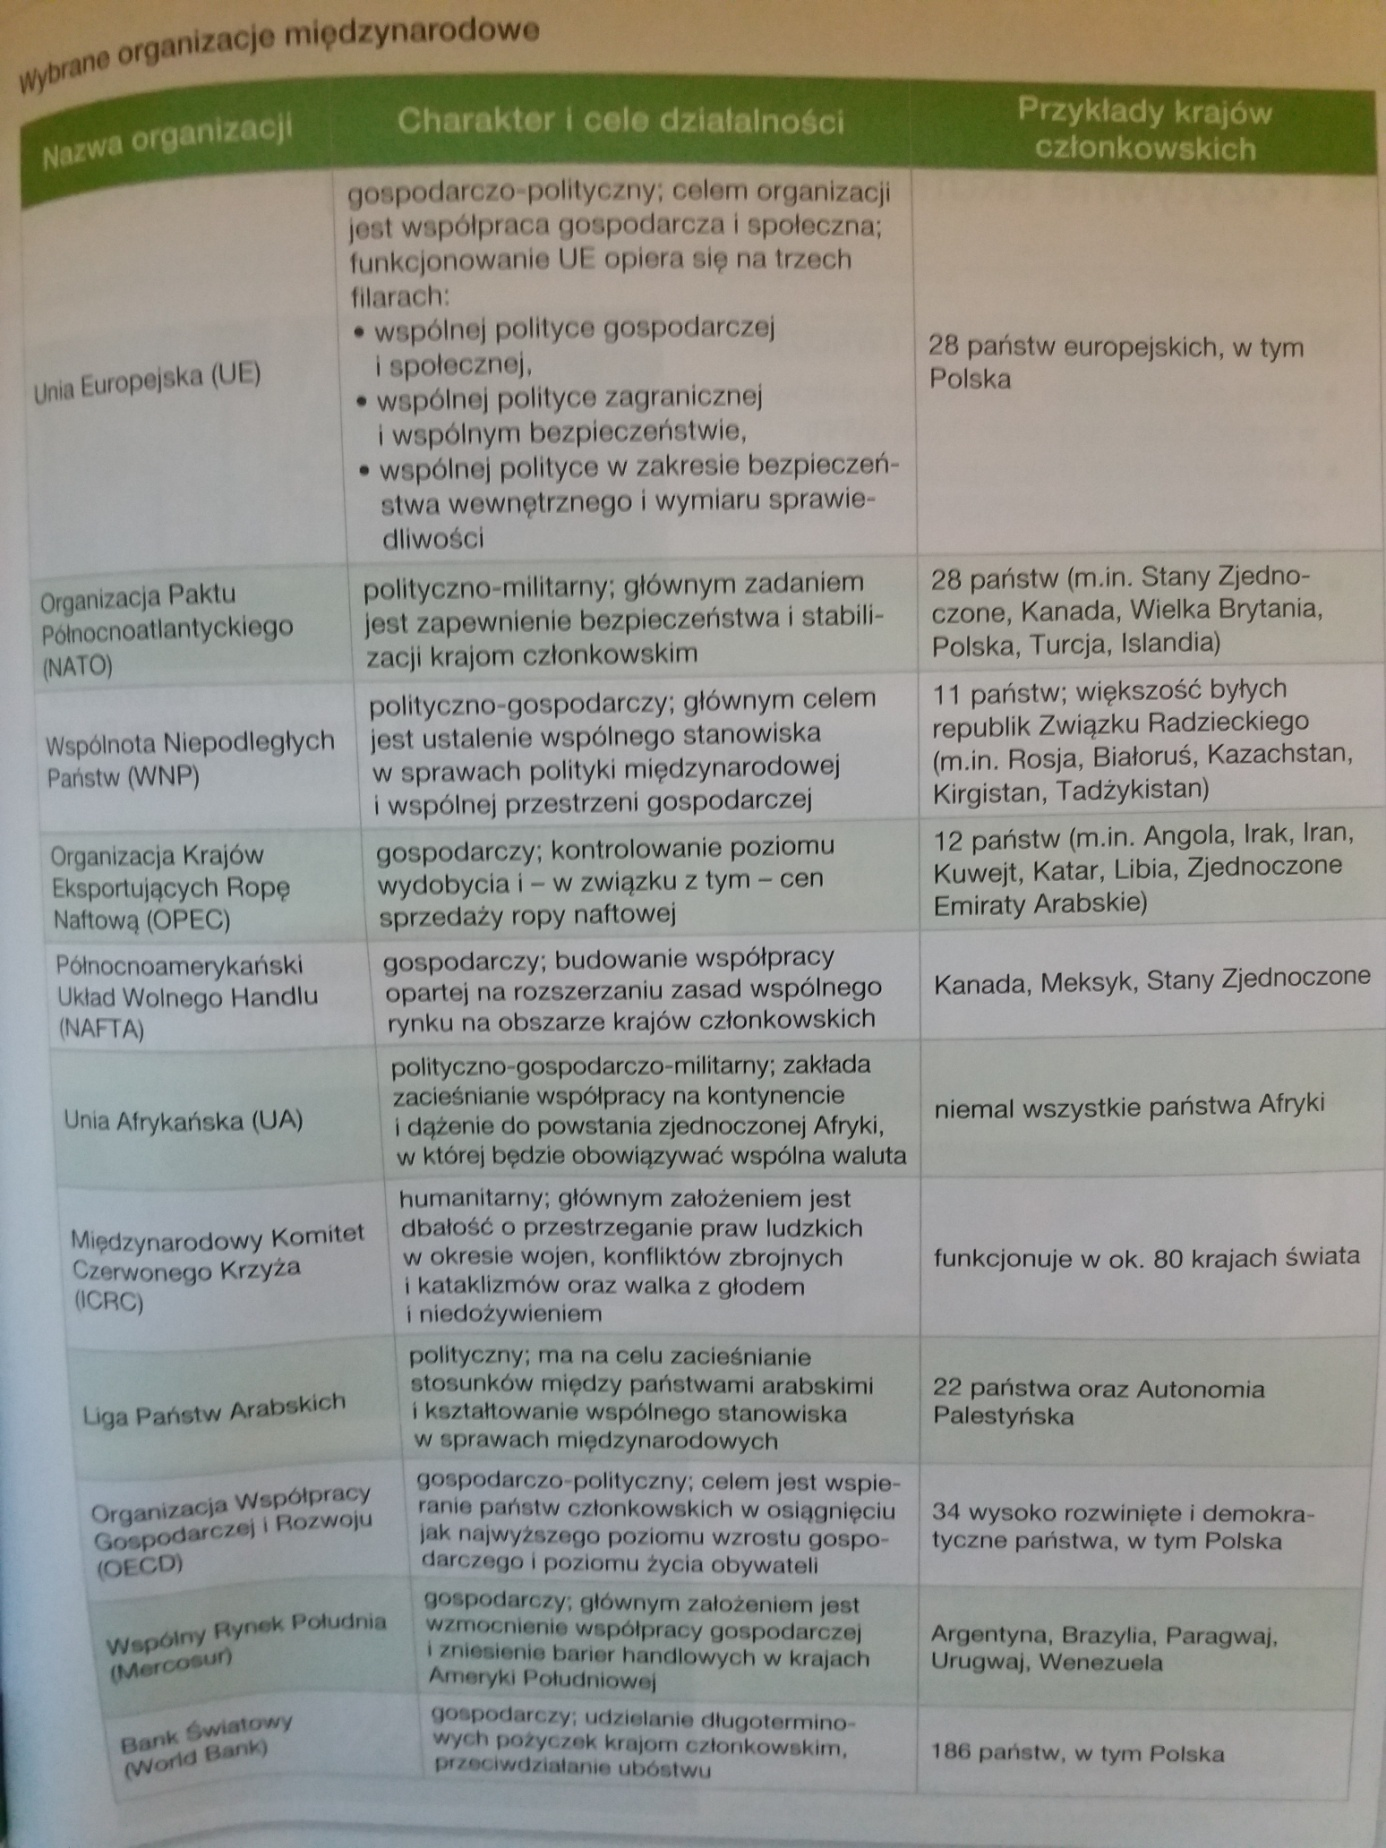 Wybrane organizacje międzynarodowe
Nazwa organizacji
Charakter i cele działalności
Przykłady krajów
członkowskich
Unia Europejska (UE)
gospodarczo-polityczny; celem organizacji
jest współpraca gospodarcza i społeczna;
funkcjonowanie UE opiera się na trzech
filarach:
• wspólnej polityce gospodarczej
i społecznej,
• wspólnej polityce zagranicznej
i wspólnym bezpieczeństwie,
• wspólnej polityce w zakresie bezpieczeń-
stwa wewnętrznego i wymiaru sprawie-
dliwości
28 państw europejskich, w tym
Polska
Organizacja Paktu
Północnoatlantyckiego
(NATO)
polityczno-militarny; głównym zadaniem
jest zapewnienie bezpieczeństwa i stabili-
zacji krajom członkowskim
28 państw (m.in. Stany Zjedno-
czone, Kanada, Wielka Brytania,
Polska, Turcja, Islandia)
Wspólnota Niepodległych
Państw (WNP)
polityczno-gospodarczy; głównym celem
jest ustalenie wspólnego stanowiska
w sprawach polityki międzynarodowej
i wspólnej przestrzeni gospodarczej
11 państw; większość byłych
republik Związku Radzieckiego
(m.in. Rosja, Białoruś, Kazachstan,
Kirgistan, Tadżykistan)
Organizacja Krajów
Eksportujących Ropę
Naftową (OPEC)
gospodarczy; kontrolowanie poziomu
wydobycia i – w związku z tym – cen
sprzedaży ropy naftowej
12 państw (m.in. Angola, Irak, Iran,
Kuwejt, Katar, Libia, Zjednoczone
Emiraty Arabskie)
Północnoamerykański
Układ Wolnego Handlu
(NAFTA)
gospodarczy; budowanie współpracy
opartej na rozszerzaniu zasad wspólnego
rynku na obszarze krajów członkowskich
Kanada, Meksyk, Stany Zjednoczone
Unia Afrykańska (UA)
polityczno-gospodarczo-militarny; zakłada
zacieśnianie współpracy na kontynencie
i dążenie do powstania zjednoczonej Afryki,
w której będzie obowiązywać wspólna waluta
niemal wszystkie państwa Afryki
Międzynarodowy Komitet
Czerwonego Krzyża
(ICRC)
humanitarny; głównym założeniem jest
dbałość o przestrzeganie praw ludzkich
w okresie wojen, konfliktów zbrojnych
i kataklizmów oraz walka z głodem
i niedożywieniem
funkcjonuje w ok. 80 krajach świata
Liga Państw Arabskich
polityczny; ma na celu zacieśnianie
stosunków między państwami arabskimi
i kształtowanie wspólnego stanowiska
w sprawach międzynarodowych
22 państwa oraz Autonomia
Palestyńska
Organizacja Współpracy
Gospodarczej i Rozwoju
(OECD)
gospodarczo-polityczny; celem jest wspie-
ranie państw członkowskich w osiągnięciu
jak najwyższego poziomu wzrostu gospo-
darczego i poziomu życia obywateli
34 wysoko rozwinięte i demokra-
tyczne państwa, w tym Polska
Wspólny Rynek Południa
(Mercosur)
gospodarczy; głównym założeniem jest
wzmocnienie współpracy gospodarczej
i zniesienie barier handlowych w krajach
Ameryki Południowej
Argentyna, Brazylia, Paragwaj,
Urugwaj, Wenezuela
Bank Światowy
(World Bank)
gospodarczy; udzielanie długotermino-
wych pożyczek krajom członkowskim,
przeciwdziałanie ubóstwu
186 państw, w tym Polska